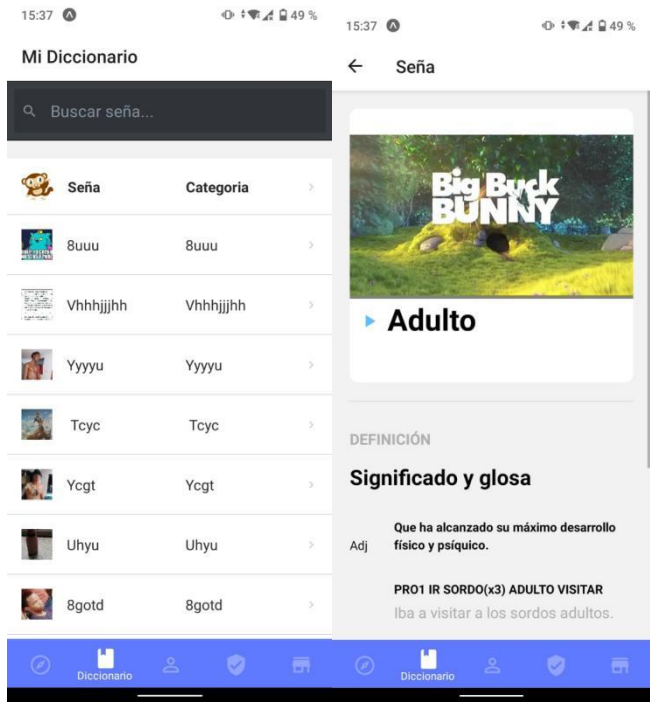 15:37
49 %
Mi Diccionario
Buscar seña...
Seña Categoria
8uuu 8uuu
Vhhhjjjhh Vhhhjjjhh
Yyyyu Yyyyu
Tcyc Tcyc
Ycgt Ycgt
Uhyu Uhyu
8gotd 8gotd
Diccionario
15:37
49 %
Seña
Big Buck
BUNNY
Adulto
DEFINICIÓN
Significado y glosa
Que ha alcanzado su máximo desarrollo
Adj físico y psíquico.
PRO1 IR SORDO(x3) ADULTO VISITAR
Iba a visitar a los sordos adultos.
Diccionario